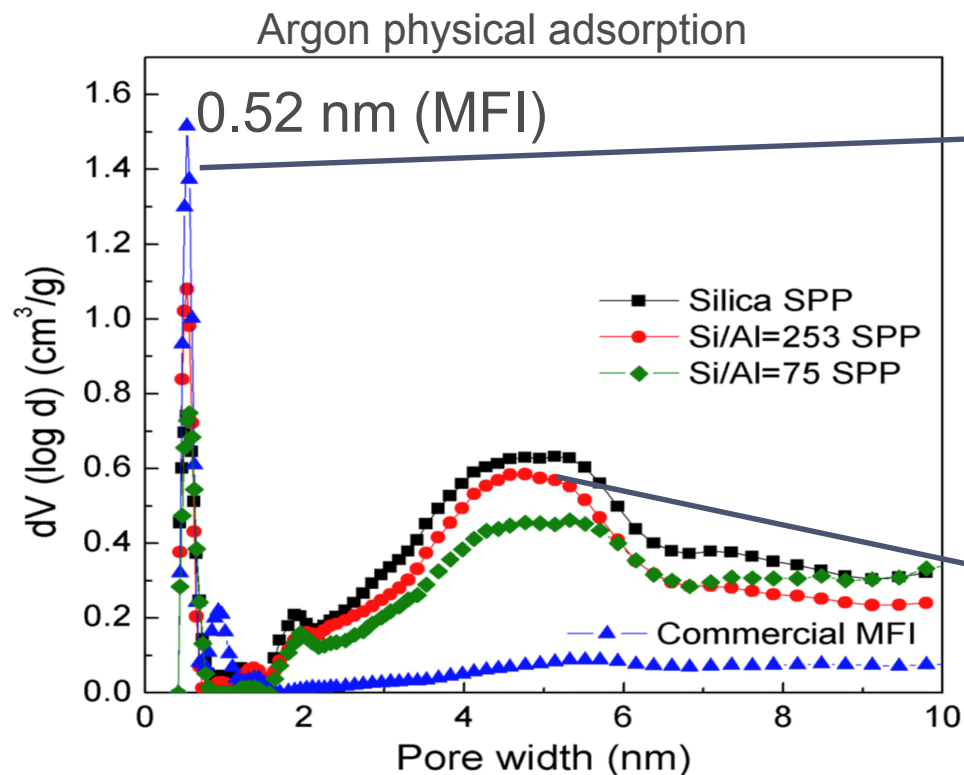 Argon physical adsorption
0.52 nm (MFI)
1.6
1.4
1.2
1.0
0.8
0.6
0.4
0.2
0.0
dV (log d) (cm³/g)
Silica SPP
Si/Al=253 SPP
Si/Al=75 SPP
Commercial MFI
0 2 4 6 8 10
Pore width (nm)